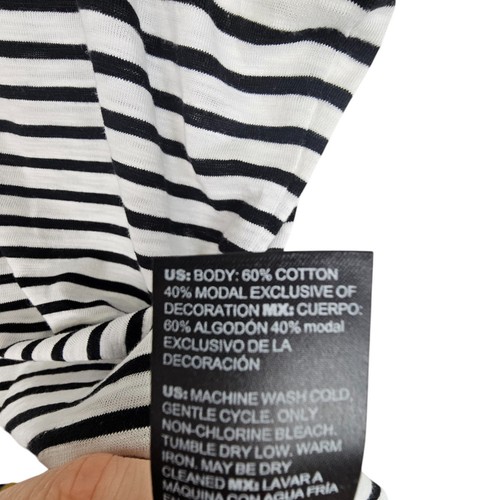 US: BODY: 60% COTTON
40% MODAL EXCLUSIVE OF
DECORATION MX: CUERPO:
60% ALGODÓN 40% modal
EXCLUSIVO DE LA
DECORACIÓN
US: MACHINE WASH COLD,
GENTLE CYCLE. ONLY
NON-CHLORINE BLEACH.
TUMBLE DRY LOW. WARM
IRON. MAY BE DRY
CLEANED MX: LAVAR A
MÁQUINA CON AGUA FRÍA